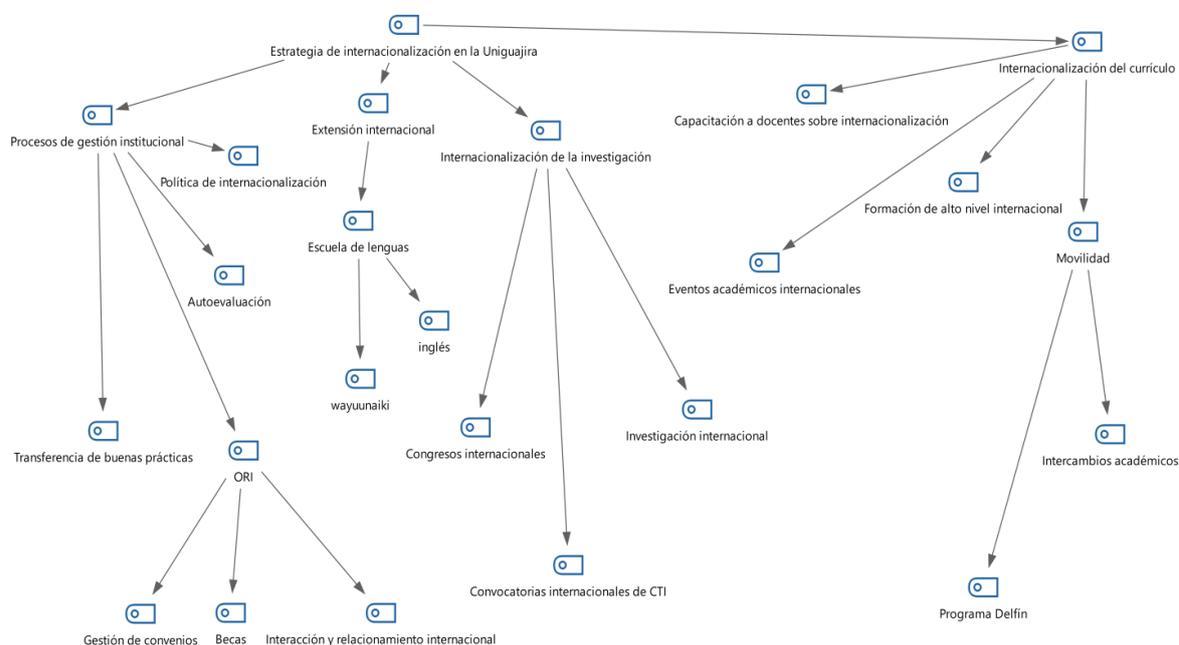 Estrategia de internacionalización en la Uniguajira
Internacionalización del currículo
Capacitación a docentes sobre internacionalización
Extensión internacional
Procesos de gestión institucional
Internacionalización de la investigación
Política de internacionalización
Formación de alto nivel internacional
Escuela de lenguas
Movilidad
Eventos académicos internacionales
Autoevaluación
inglés
wayuunaiki
Investigación internacional
Congresos internacionales
Transferencia de buenas prácticas
Intercambios académicos
ORI
Convocatorias internacionales de CTI
Programa Delfín
Gestión de convenios
Becas
Interacción y relacionamiento internacional